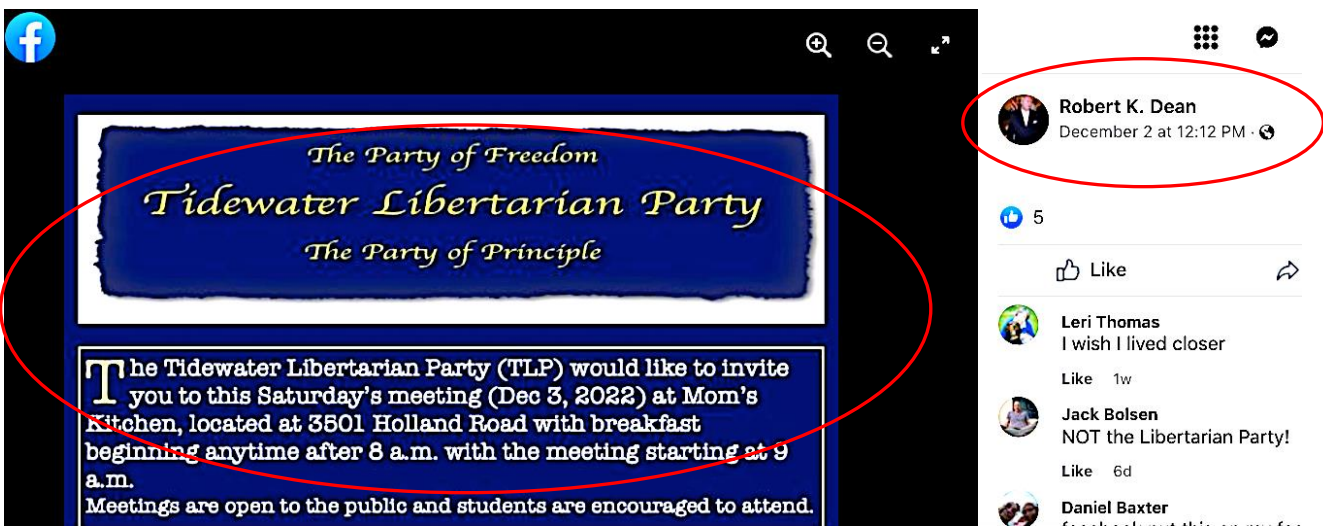 The Party of Freedom
Tidewater Libertarian Party
The Party of Principle
The Tidewater Libertarian Party (TLP) would like to invite
you to this Saturday's meeting (Dec 3, 2022) at Mom's
Kitchen, located at 3501 Holland Road with breakfast
beginning anytime after 8 a.m. with the meeting starting at 9
a.m.
Meetings are open to the public and students are encouraged to attend.
Robert K. Dean
December 2 at 12:12 PM ·
5
Like
Leri Thomas
I wish I lived closer
Like 1w
Jack Bolsen
NOT the Libertarian Party!
Like 6d
Daniel Baxter